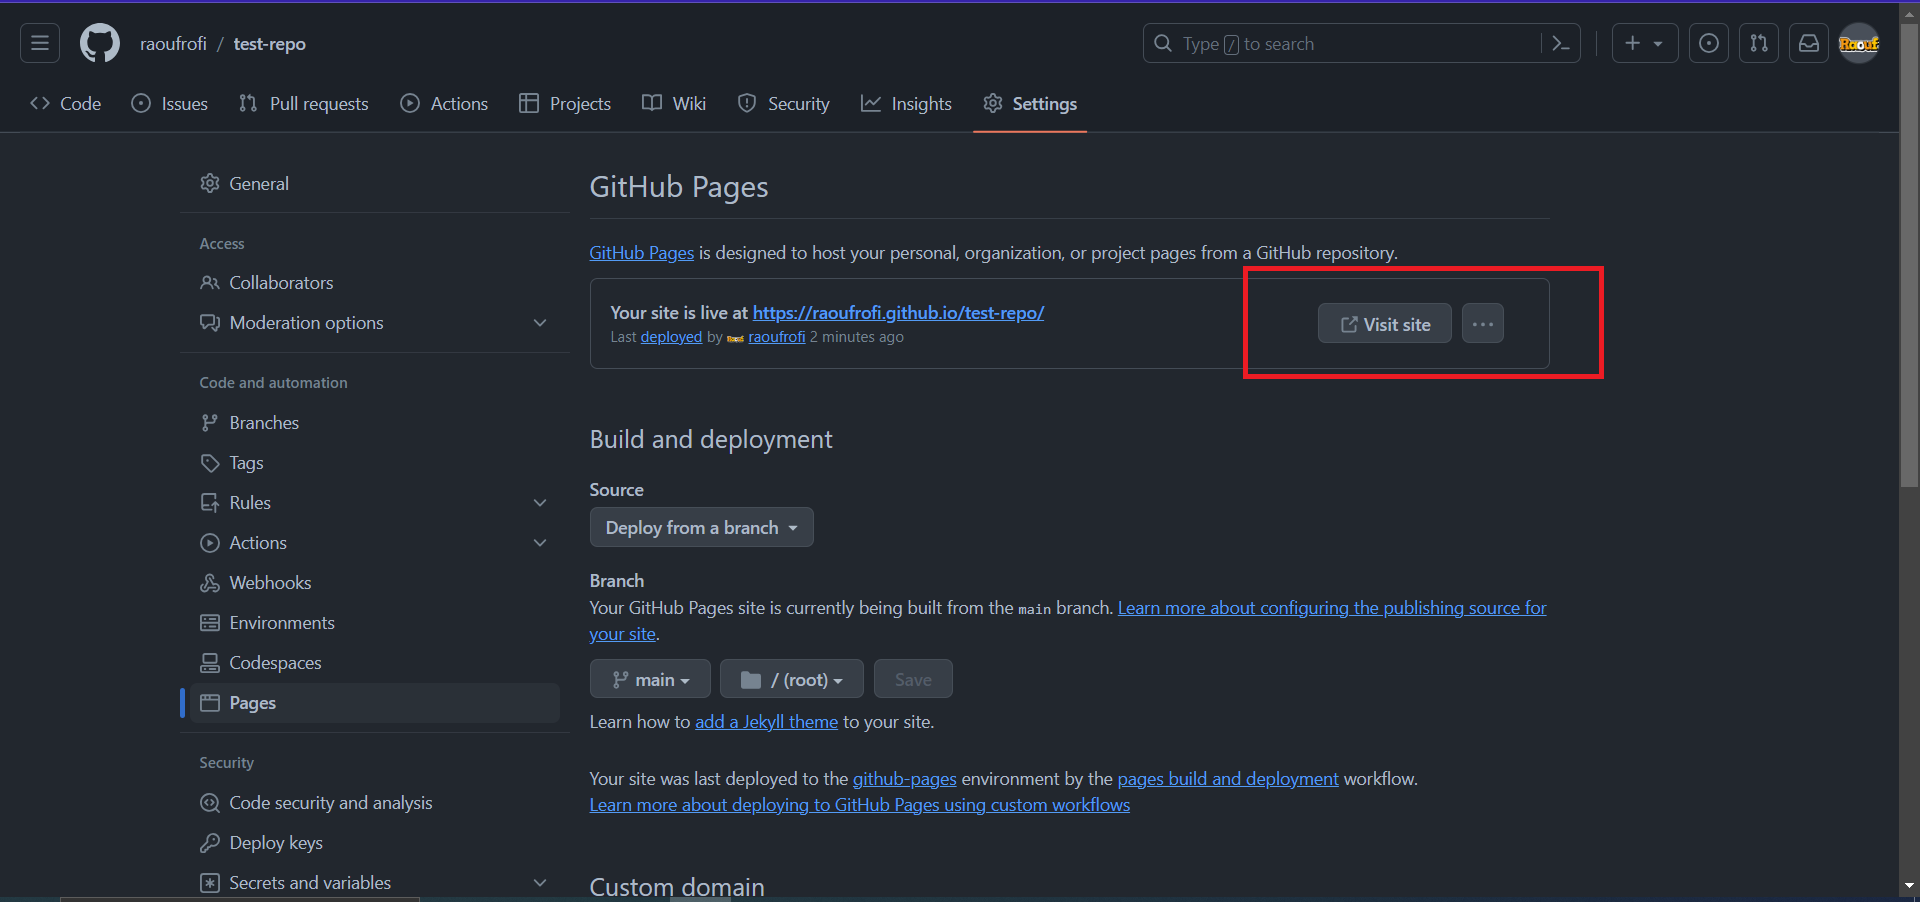 raoufrofi / test-repo
Type / to search
Raouf
Code Issues Pull requests Actions Projects Wiki Security Insights Settings
General
Access
Collaborators
Moderation options
Code and automation
Branches
Tags
Rules
Actions
Webhooks
Environments
Codespaces
Pages
Security
Code security and analysis
Deploy keys
Secrets and variables
GitHub Pages
GitHub Pages is designed to host your personal, organization, or project pages from a GitHub repository.
Your site is live at https://raoufrofi.github.io/test-repo/
Last deployed by raoufrofi 2 minutes ago
Visit site
Build and deployment
Source
Deploy from a branch
Branch
Your GitHub Pages site is currently being built from the main branch. Learn more about configuring the publishing source for
your site.
main / (root) Save
Learn how to add a Jekyll theme to your site.
Your site was last deployed to the github-pages environment by the pages build and deployment workflow.
Learn more about deploying to GitHub Pages using custom workflows
Custom domain